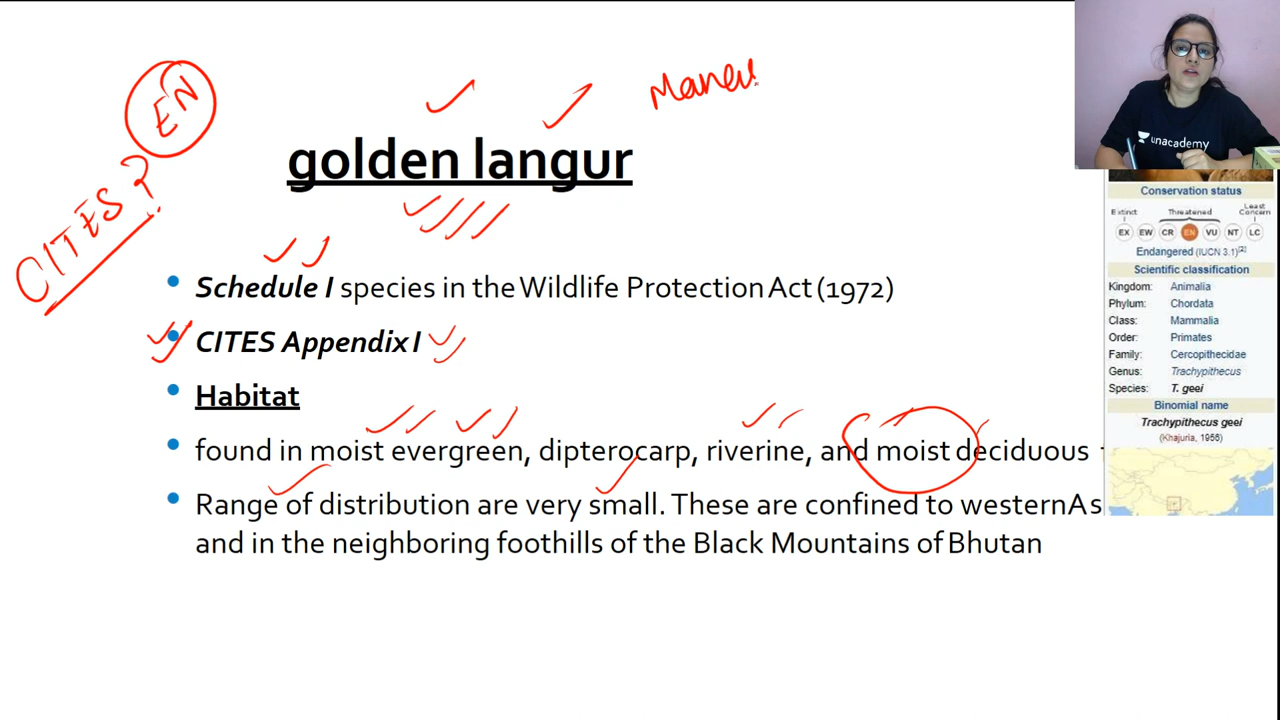 EN
CITES?
unacademy
golden langur
Schedule I species in the Wildlife Protection Act (1972)
CITES Appendix I
Habitat
found in moist evergreen, dipterocarp, riverine, and moist deciduous
Range of distribution are very small. These are confined to western As
and in the neighboring foothills of the Black Mountains of Bhutan
Conservation status
Extinct Threatened Least Concern
EX EW CR EN VU NT LC
Endangered (IUCN 3.1)[2]
Scientific classification
Kingdom: Animalia
Phylum: Chordata
Class: Mammalia
Order: Primates
Family: Cercopithecidae
Genus: Trachypithecus
Species: T. geei
Binomial name
Trachypithecus geei
(Khajuria, 1956)